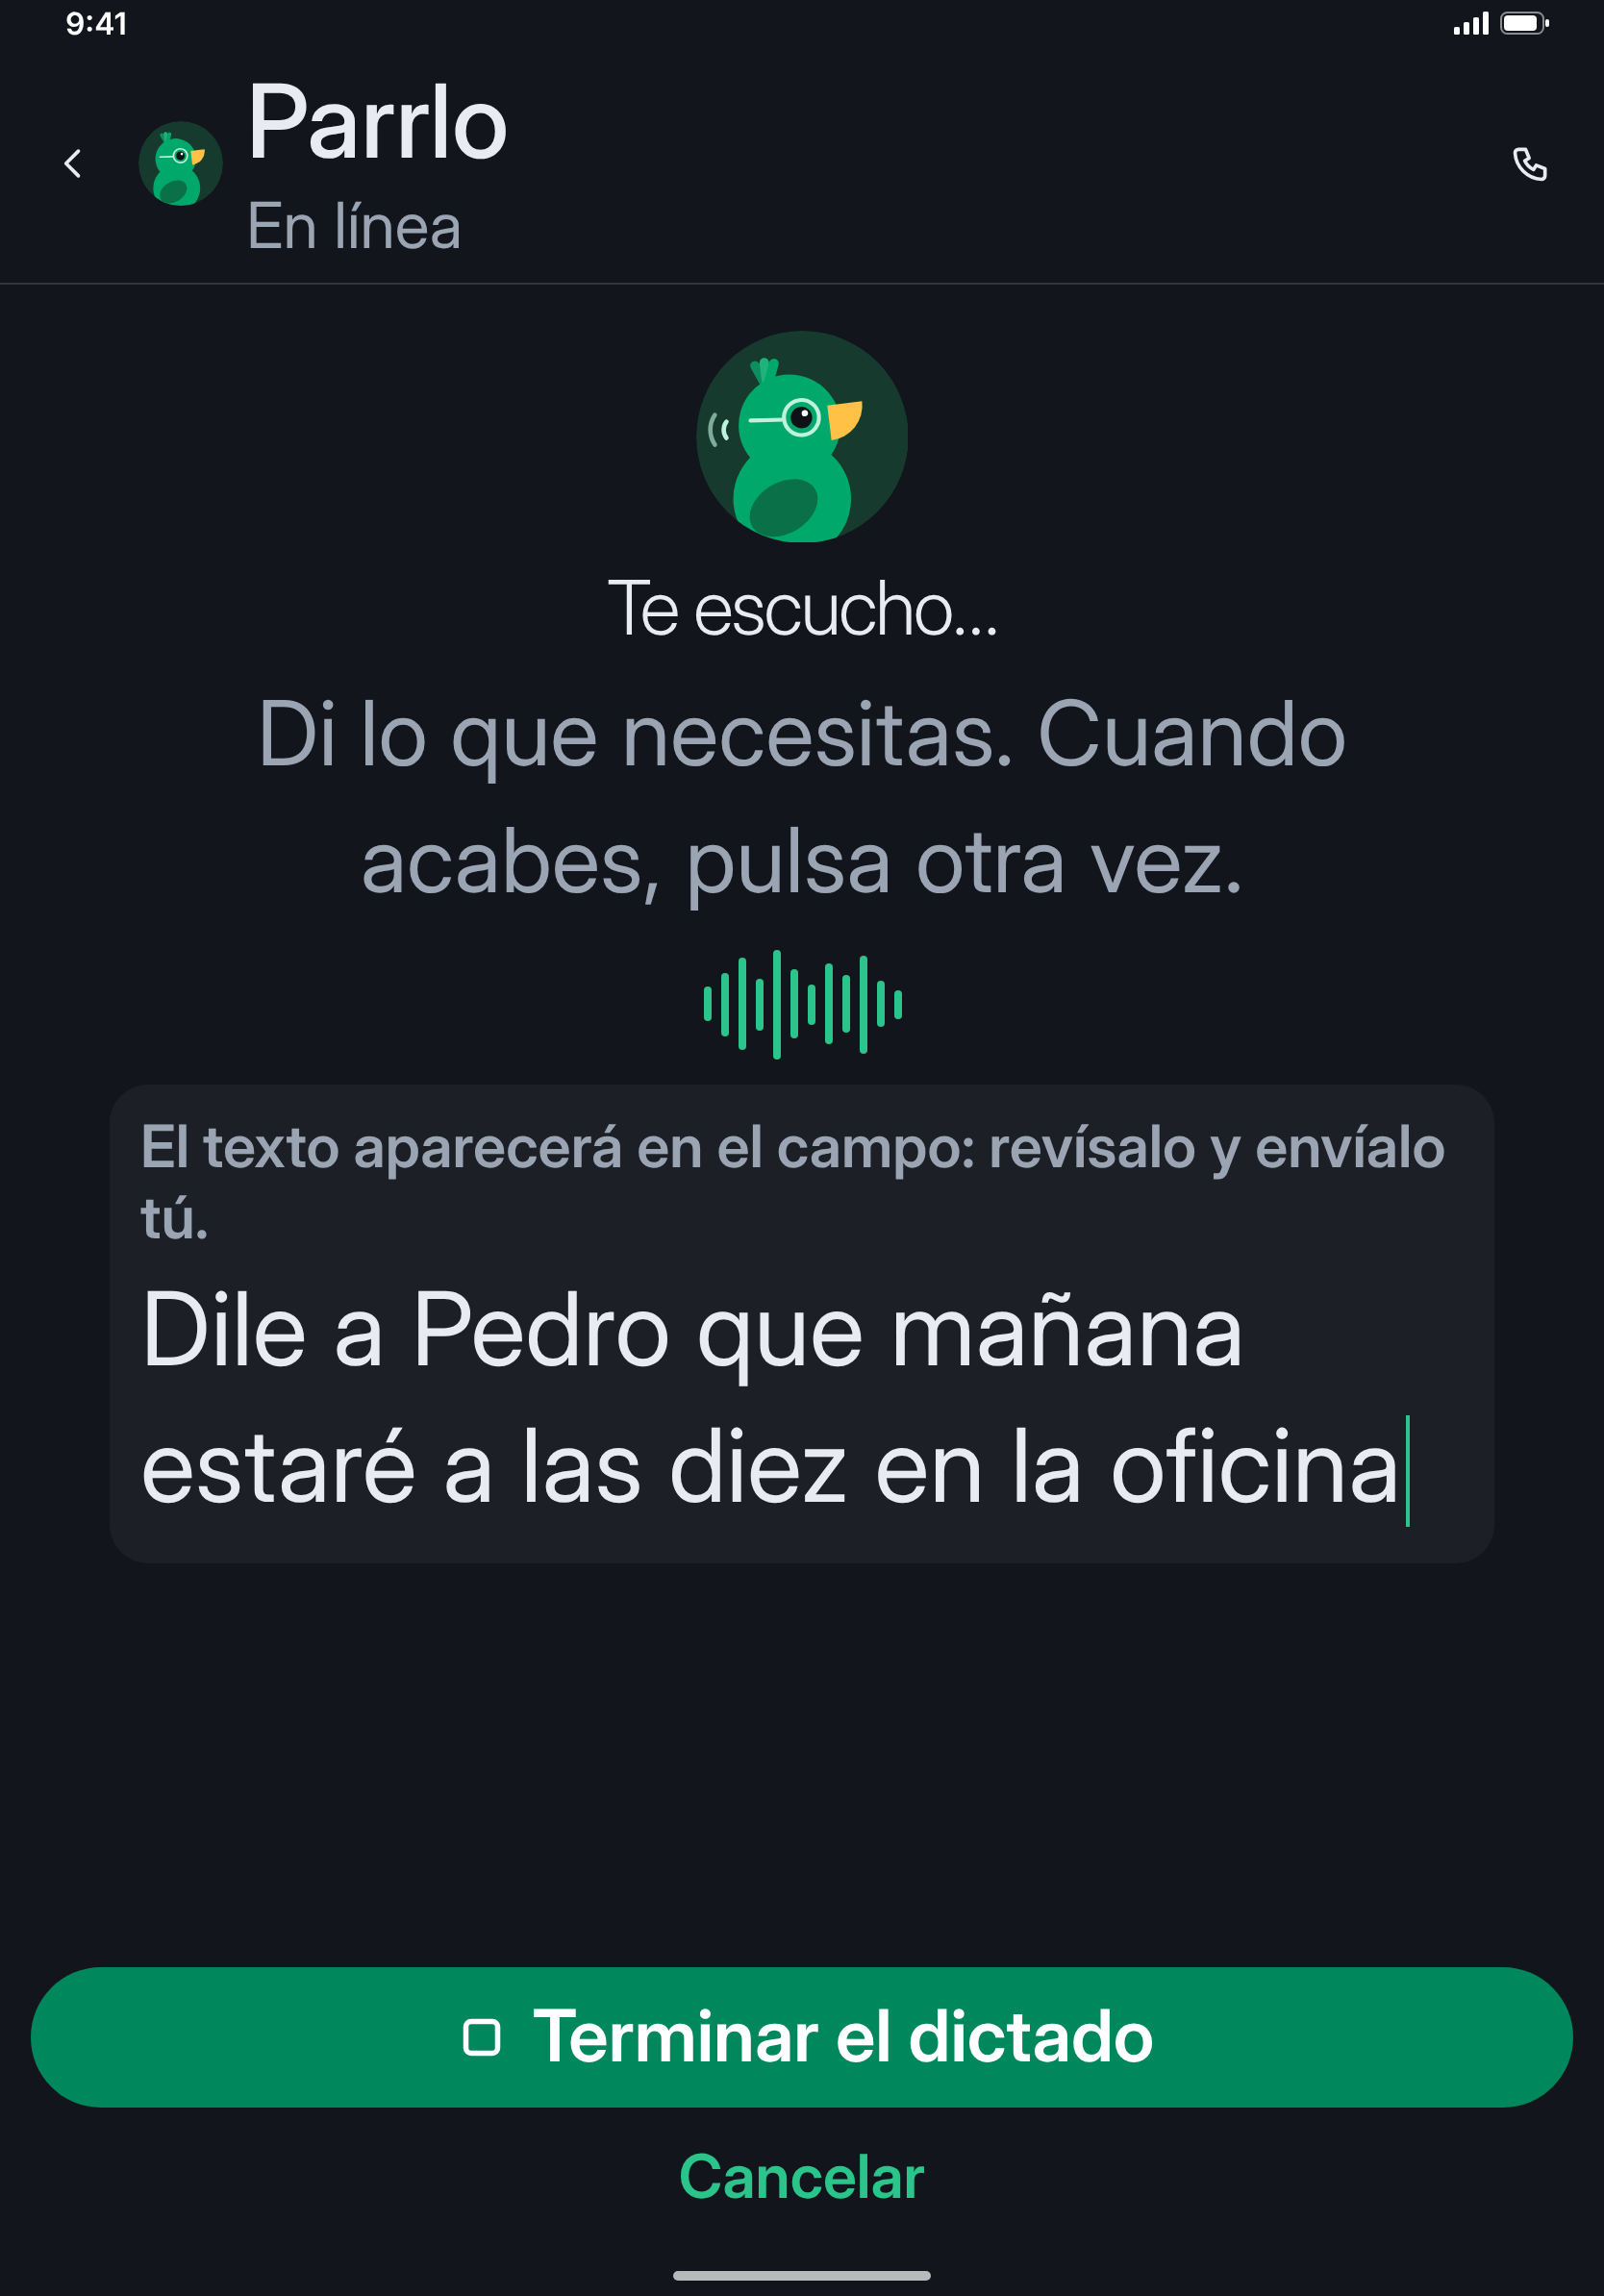 9:41
Parrlo
En línea
Te escucho...
Di lo que necesitas. Cuando
acabes, pulsa otra vez.
El texto aparecerá en el campo: revísalo y envíalo
tú.
Dile a Pedro que mañana
estaré a las diez en la oficina
Terminar el dictado
Cancelar